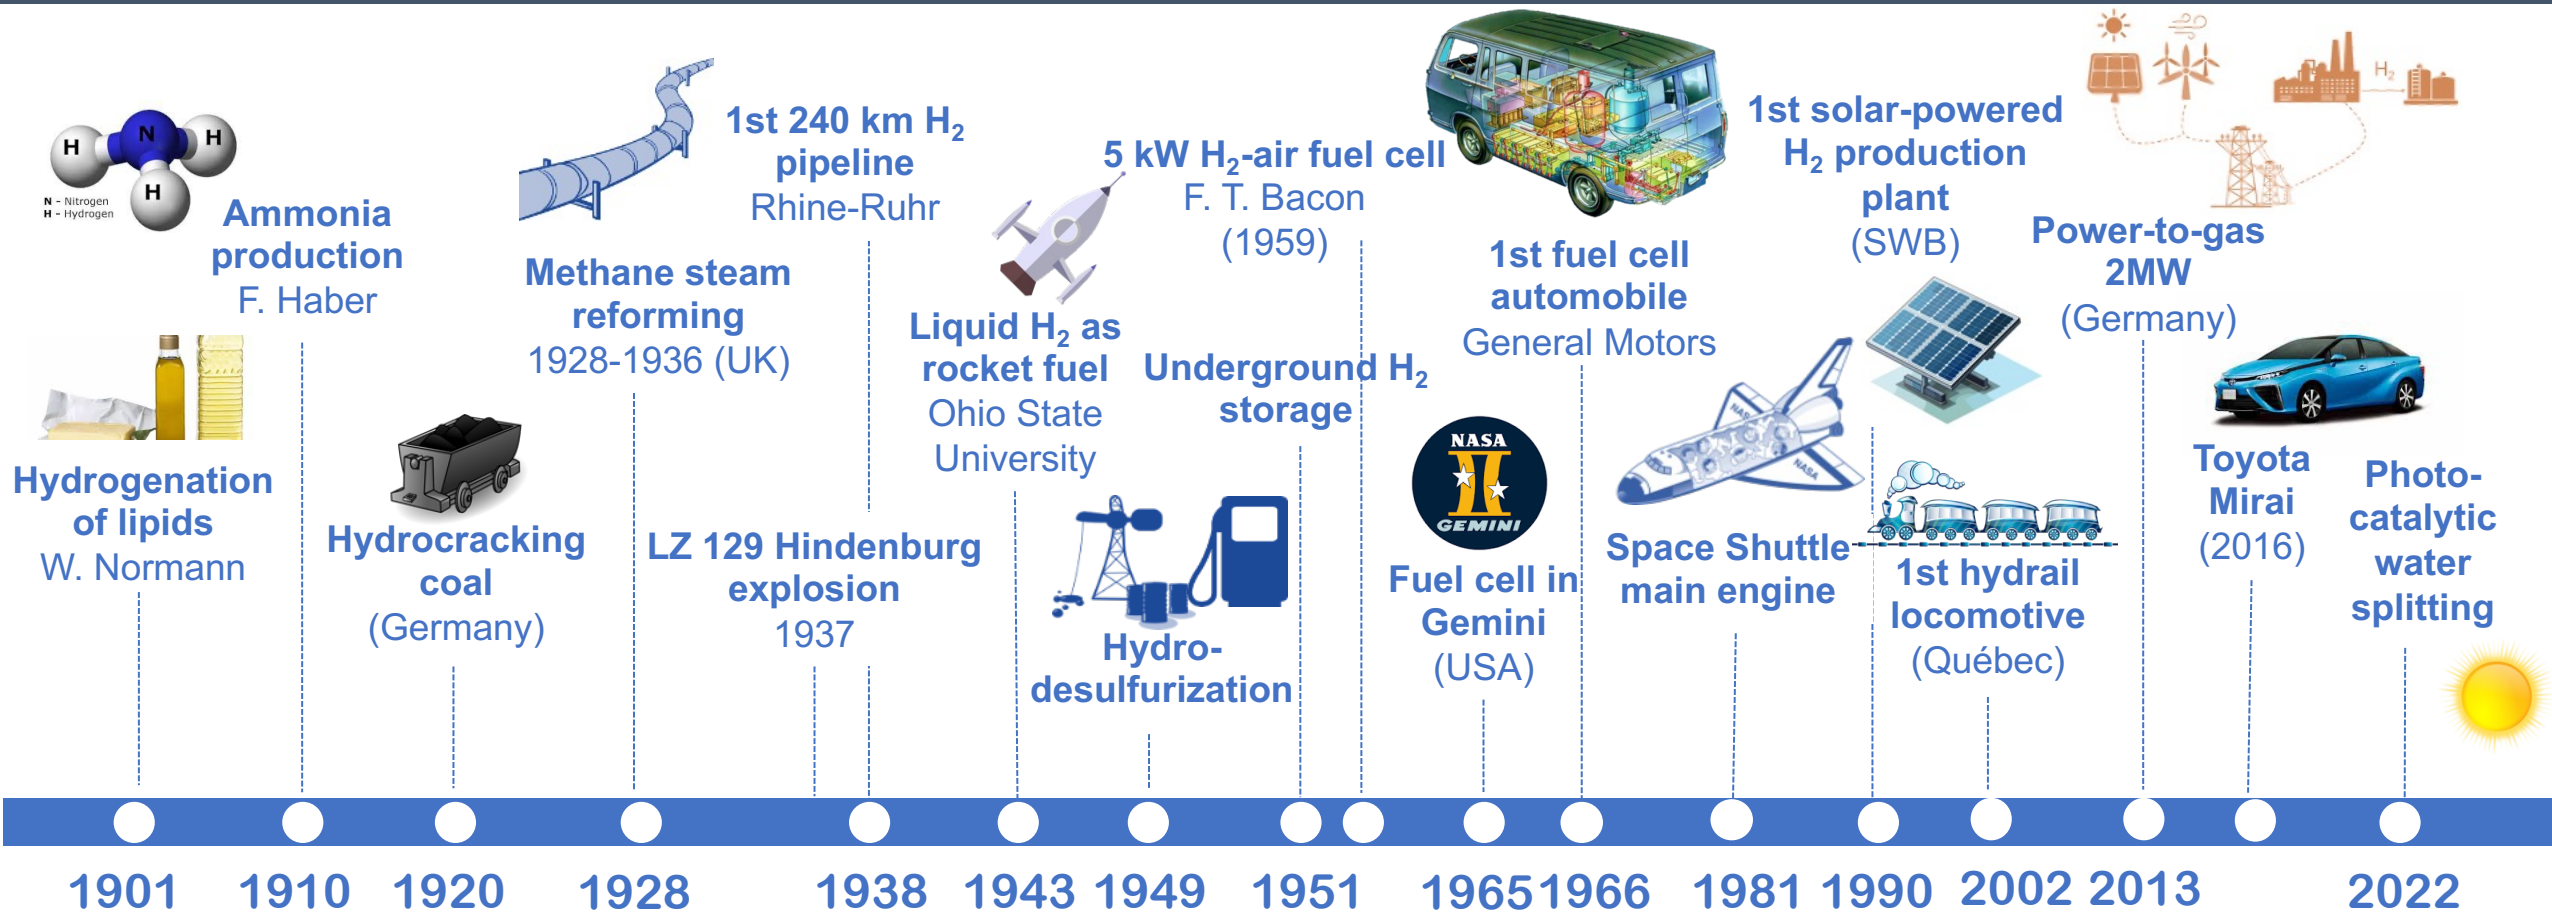 N
H
H
H
N - Nitrogen
H - Hydrogen
Hydrogenation
of lipids
W. Normann
Ammonia
production
F. Haber
Hydrocracking
coal
(Germany)
Methane steam
reforming
1928-1936 (UK)
LZ 129 Hindenburg
explosion
1937
1st 240 km H₂
pipeline
Rhine-Ruhr
Liquid H₂ as
rocket fuel
Ohio State
University
Hydro-
desulfurization
Underground H₂
storage
5 kW H₂-air fuel cell
F. T. Bacon
(1959)
NASA
GEMINI
Fuel cell in
Gemini
(USA)
1st fuel cell
automobile
General Motors
NASA
NASA
Space Shuttle
main engine
1st solar-powered
H₂ production
plant
(SWB)
1st hydrail
locomotive
(Québec)
H₂
Power-to-gas
2MW
(Germany)
Toyota
Mirai
(2016)
Photo-
catalytic
water
splitting
1901
1910
1920
1928
1938
1943
1949
1951
1965
1966
1981
1990
2002
2013
2022